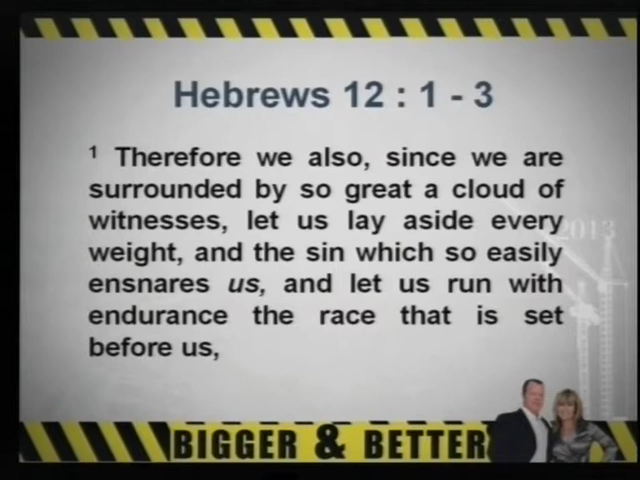 Hebrews 12 : 1 - 3
1 Therefore we also, since we are
surrounded by so great a cloud of
witnesses, let us lay aside every
weight, and the sin which so easily
ensnares us, and let us run with
endurance the race that is set
before us,
2013
BIGGER & BETTER